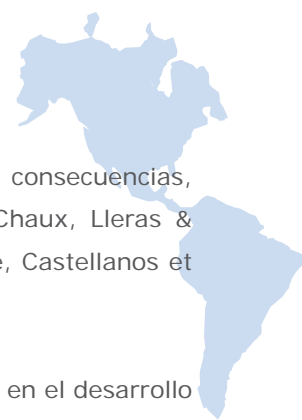 consecuencias,
Chaux, Lleras &
, Castellanos et
en el desarrollo